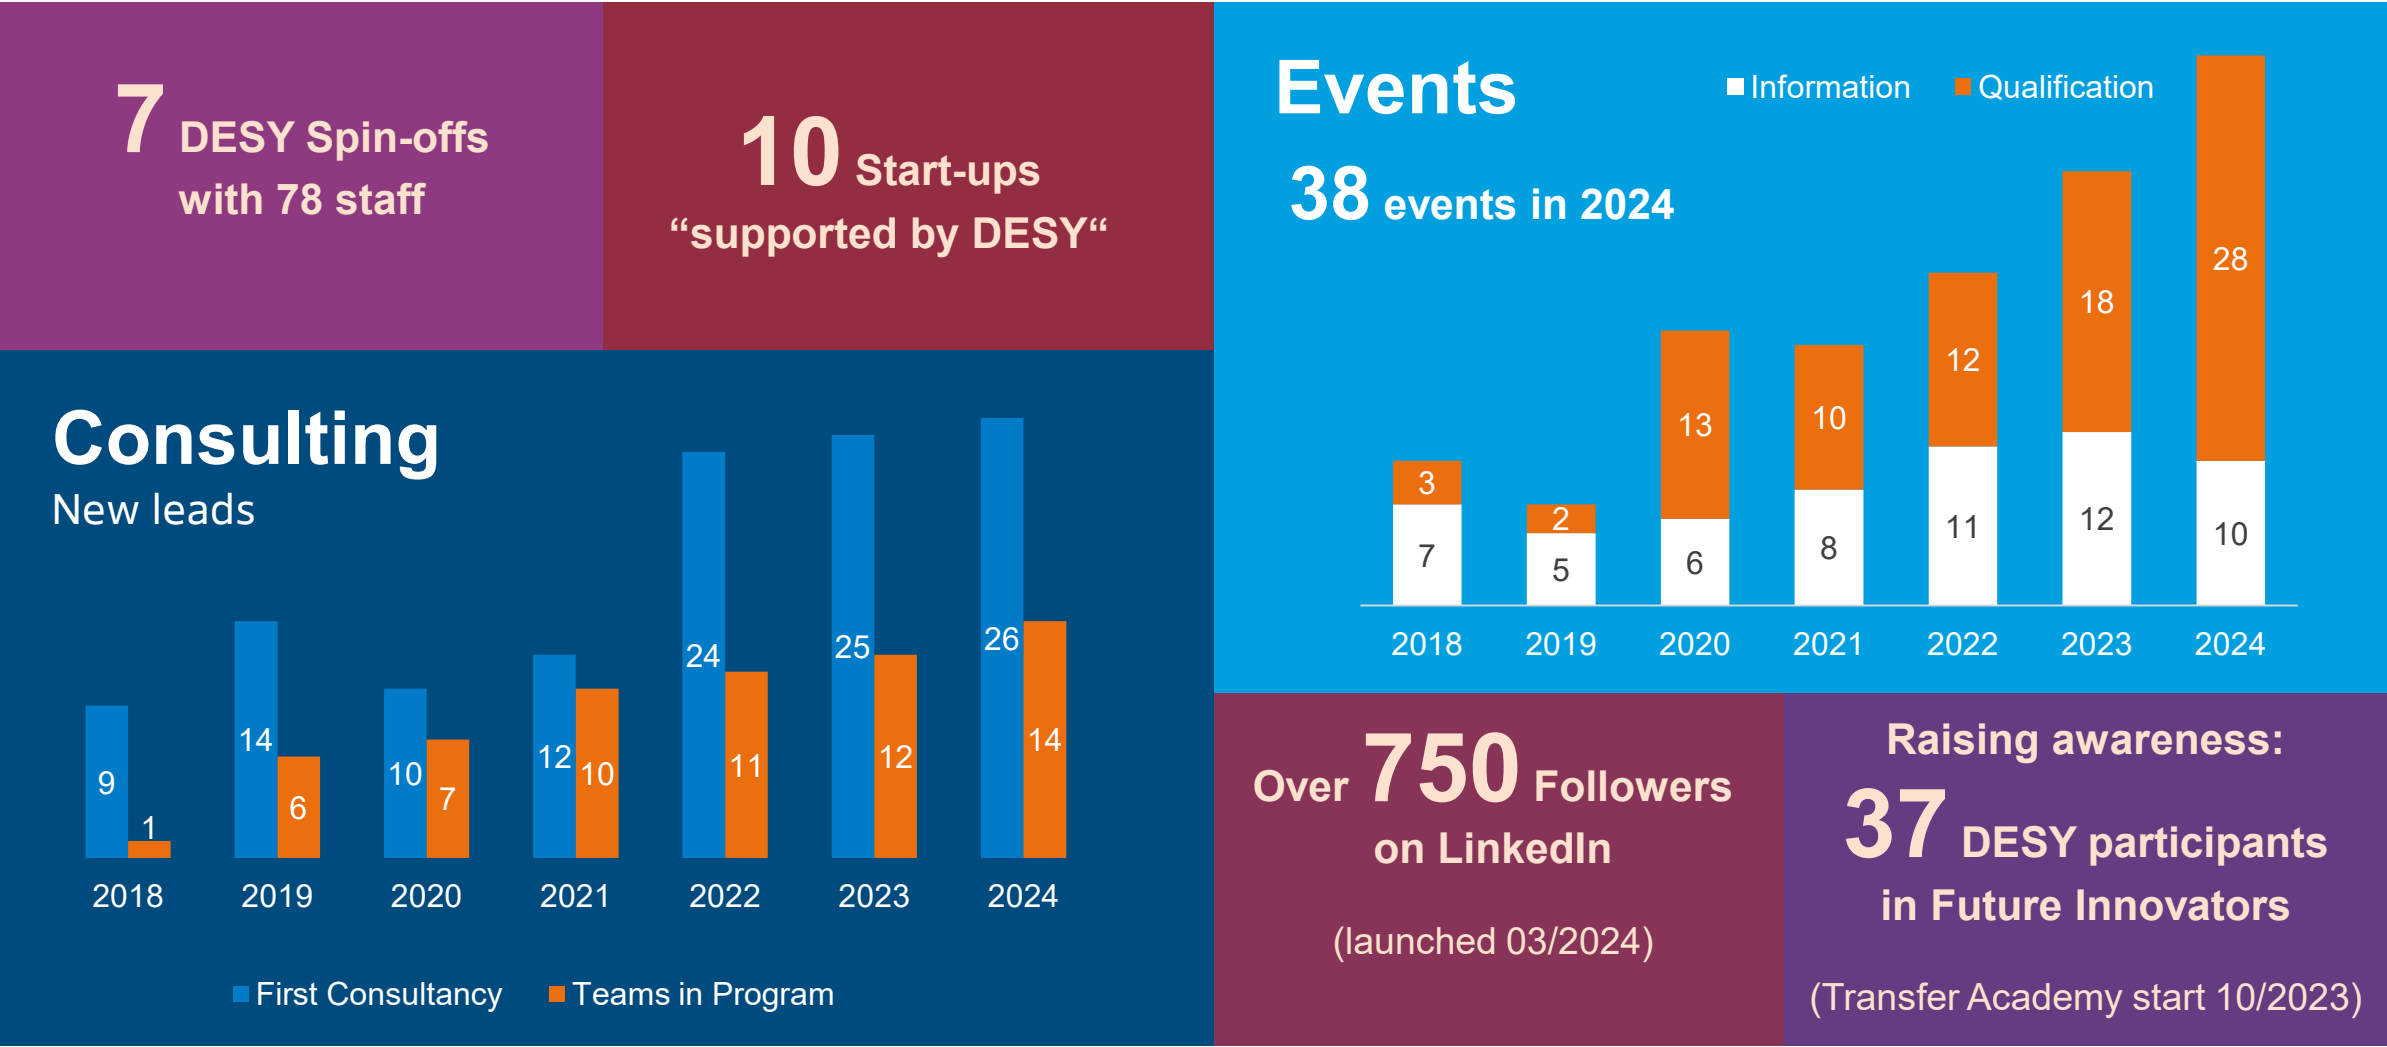 7 DESY Spin-offs
with 78 staff
10 Start-ups
“supported by DESY“
Events
Information Qualification
38 events in 2024
3 2 13 10 12 18 28
7 5 6 8 11 12 10
2018 2019 2020 2021 2022 2023 2024
Consulting
New leads
9 1 14 6 10 7 12 10 24 11 25 12 26 14
2018 2019 2020 2021 2022 2023 2024
First Consultancy Teams in Program
Over 750 Followers
on LinkedIn
(launched 03/2024)
Raising awareness:
37 DESY participants
in Future Innovators
(Transfer Academy start 10/2023)